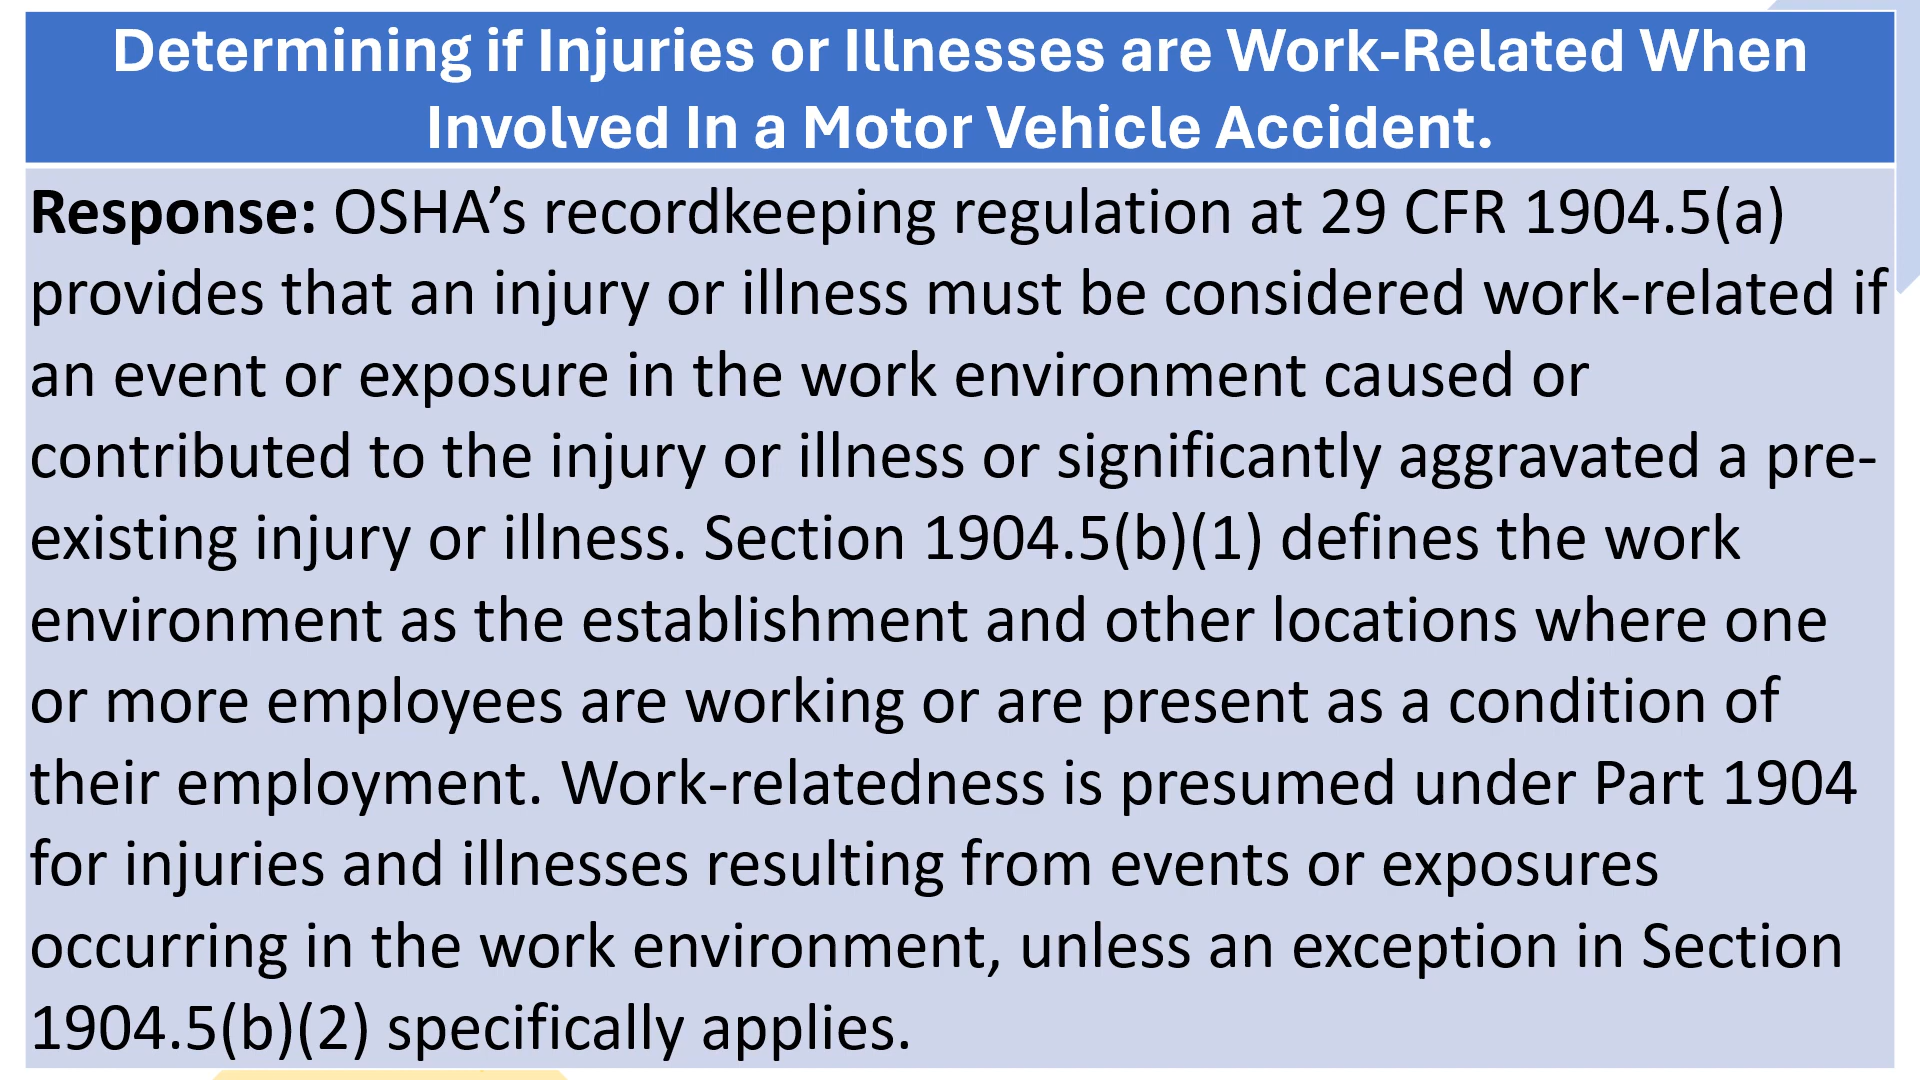 Determining if Injuries or Illnesses are Work-Related When
Involved In a Motor Vehicle Accident.
Response: OSHA’s recordkeeping regulation at 29 CFR 1904.5(a)
provides that an injury or illness must be considered work-related if
an event or exposure in the work environment caused or
contributed to the injury or illness or significantly aggravated a pre-
existing injury or illness. Section 1904.5(b)(1) defines the work
environment as the establishment and other locations where one
or more employees are working or are present as a condition of
their employment. Work-relatedness is presumed under Part 1904
for injuries and illnesses resulting from events or exposures
occurring in the work environment, unless an exception in Section
1904.5(b)(2) specifically applies.